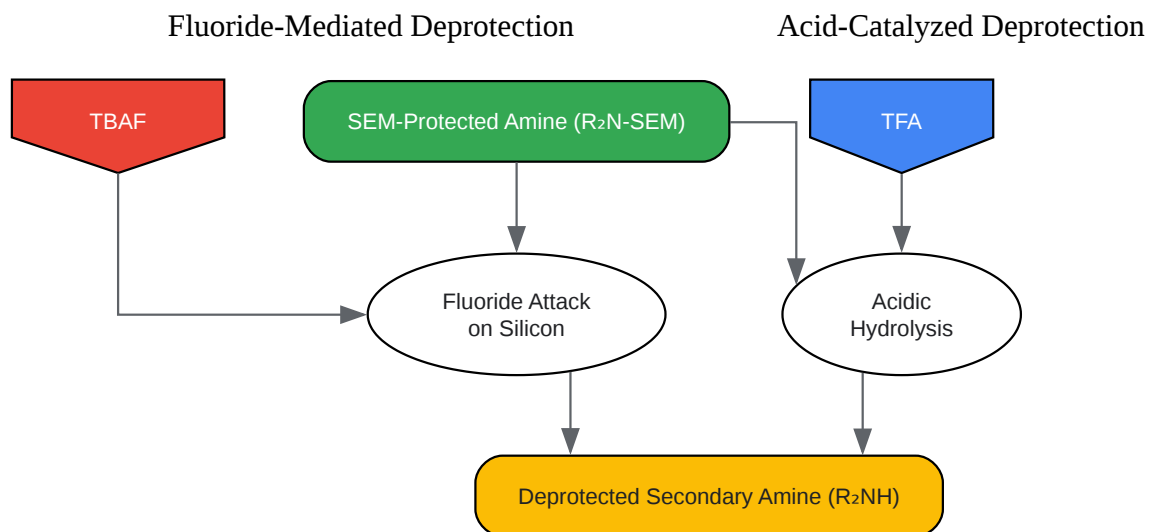 Fluoride-Mediated Deprotection
Acid-Catalyzed Deprotection
TBAF
SEM-Protected Amine (R₂N-SEM)
TFA
Fluoride Attack
on Silicon
Acidic
Hydrolysis
Deprotected Secondary Amine (R₂NH)